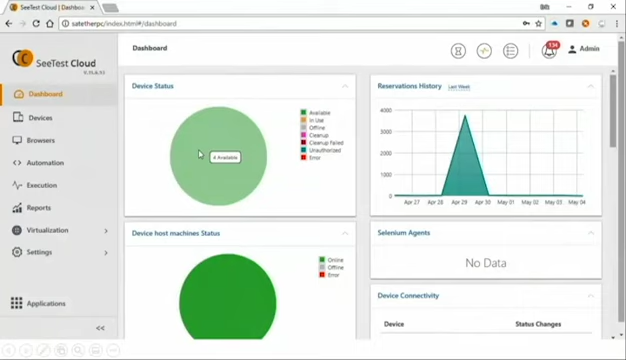 SeeTest Cloud | Dashboard
satetherpc/index.html#/dashboard
SeeTest Cloud
Dashboard
134
Admin
Dashboard
Devices
Browsers
Automation
Execution
Reports
Virtualization
Settings
Applications
<<
Device Status
4 Available
Available
In Use
Offline
Cleanup
Cleanup Failed
Unauthorized
Error
Reservations History Last Week
4000
3000
2000
1000
0
Apr 27 Apr 28 Apr 29 Apr 30 May 01 May 02 May 03 May 04
Device host machines Status
Online
Offline
Error
Selenium Agents
No Data
Device Connectivity
Device Status Changes